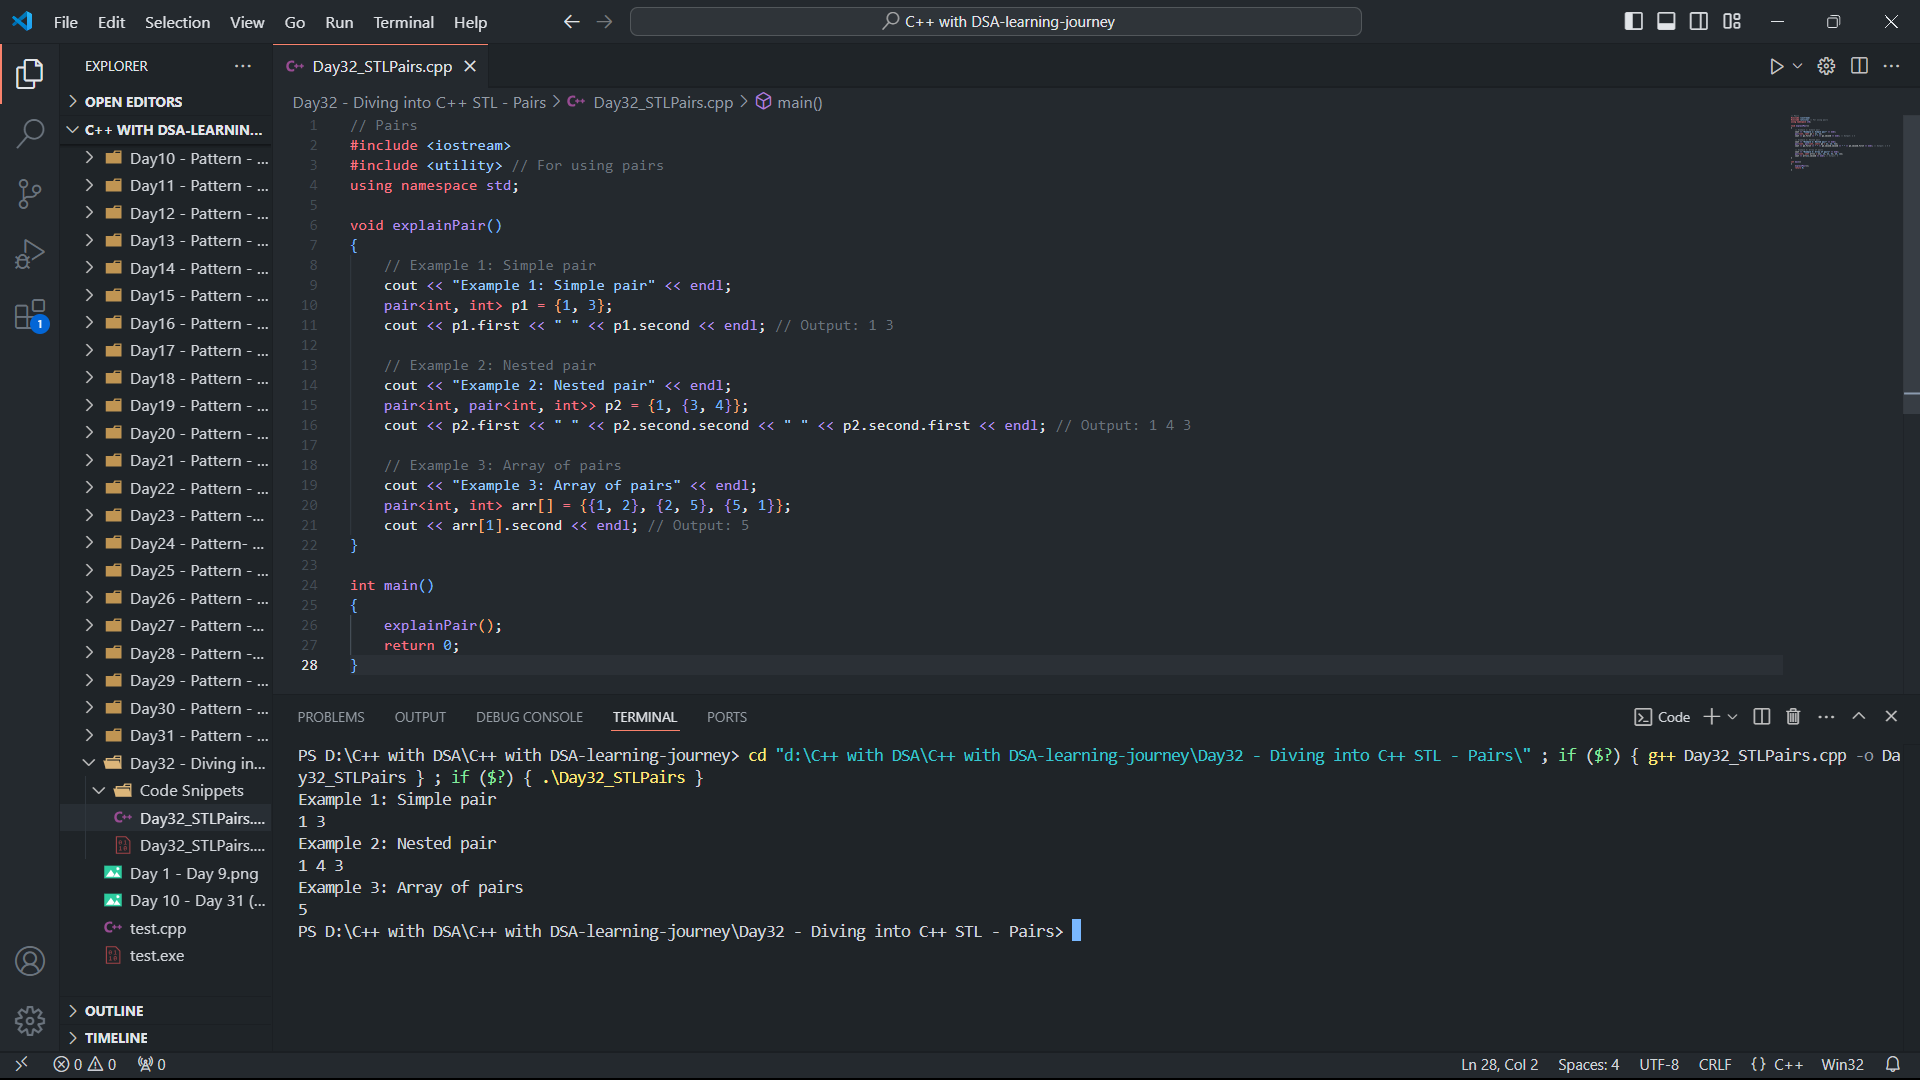 File Edit Selection View Go Run Terminal Help
C++ with DSA-learning-journey
EXPLORER
OPEN EDITORS
C++ WITH DSA-LEARNIN...
Day10 - Pattern - ...
Day11 - Pattern - ...
Day12 - Pattern - ...
Day13 - Pattern - ...
Day14 - Pattern - ...
Day15 - Pattern - ...
Day16 - Pattern - ...
Day17 - Pattern - ...
Day18 - Pattern - ...
Day19 - Pattern - ...
Day20 - Pattern - ...
Day21 - Pattern - ...
Day22 - Pattern - ...
Day23 - Pattern -...
Day24 - Pattern- ...
Day25 - Pattern - ...
Day26 - Pattern - ...
Day27 - Pattern -...
Day28 - Pattern -...
Day29 - Pattern - ...
Day30 - Pattern - ...
Day31 - Pattern - ...
Day32 - Diving in...
Code Snippets
Day32_STLPairs....
Day32_STLPairs....
Day 1 - Day 9.png
Day 10 - Day 31 (...
test.cpp
test.exe
OUTLINE
TIMELINE
1
Day32_STLPairs.cpp
Day32 - Diving into C++ STL - Pairs > Day32_STLPairs.cpp > main()
1 // Pairs
2 #include <iostream>
3 #include <utility> // For using pairs
4 using namespace std;
5
6 void explainPair()
7 {
8 // Example 1: Simple pair
9 cout << "Example 1: Simple pair" << endl;
10 pair<int, int> p1 = {1, 3};
11 cout << p1.first << " " << p1.second << endl; // Output: 1 3
12
13 // Example 2: Nested pair
14 cout << "Example 2: Nested pair" << endl;
15 pair<int, pair<int, int>> p2 = {1, {3, 4}};
16 cout << p2.first << " " << p2.second.second << " " << p2.second.first << endl; // Output: 1 4 3
17
18 // Example 3: Array of pairs
19 cout << "Example 3: Array of pairs" << endl;
20 pair<int, int> arr[] = {{1, 2}, {2, 5}, {5, 1}};
21 cout << arr[1].second << endl; // Output: 5
22 }
23
24 int main()
25 {
26 explainPair();
27 return 0;
28 }
PROBLEMS OUTPUT DEBUG CONSOLE TERMINAL PORTS
Code
PS D:\C++ with DSA\C++ with DSA-learning-journey> cd "d:\C++ with DSA\C++ with DSA-learning-journey\Day32 - Diving into C++ STL - Pairs\" ; if ($?) { g++ Day32_STLPairs.cpp -o Da
y32_STLPairs } ; if ($?) { .\Day32_STLPairs }
Example 1: Simple pair
1 3
Example 2: Nested pair
1 4 3
Example 3: Array of pairs
5
PS D:\C++ with DSA\C++ with DSA-learning-journey\Day32 - Diving into C++ STL - Pairs>
0 0 0
Ln 28, Col 2 Spaces: 4 UTF-8 CRLF {} C++ Win32